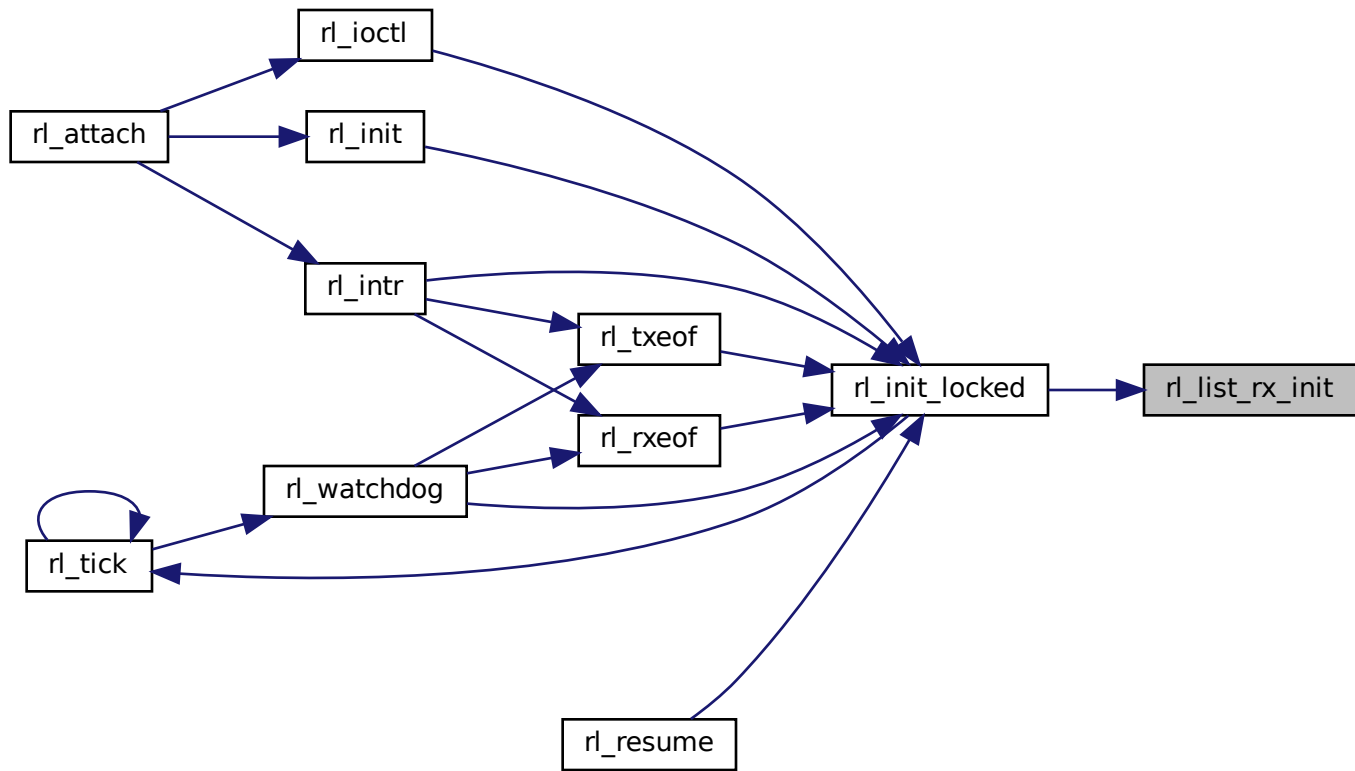 rl_ioctl
rl_attach
rl_init
rl_intr
rl_txeof
rl_init_locked
rl_list_rx_init
rl_rxeof
rl_watchdog
rl_tick
rl_resume